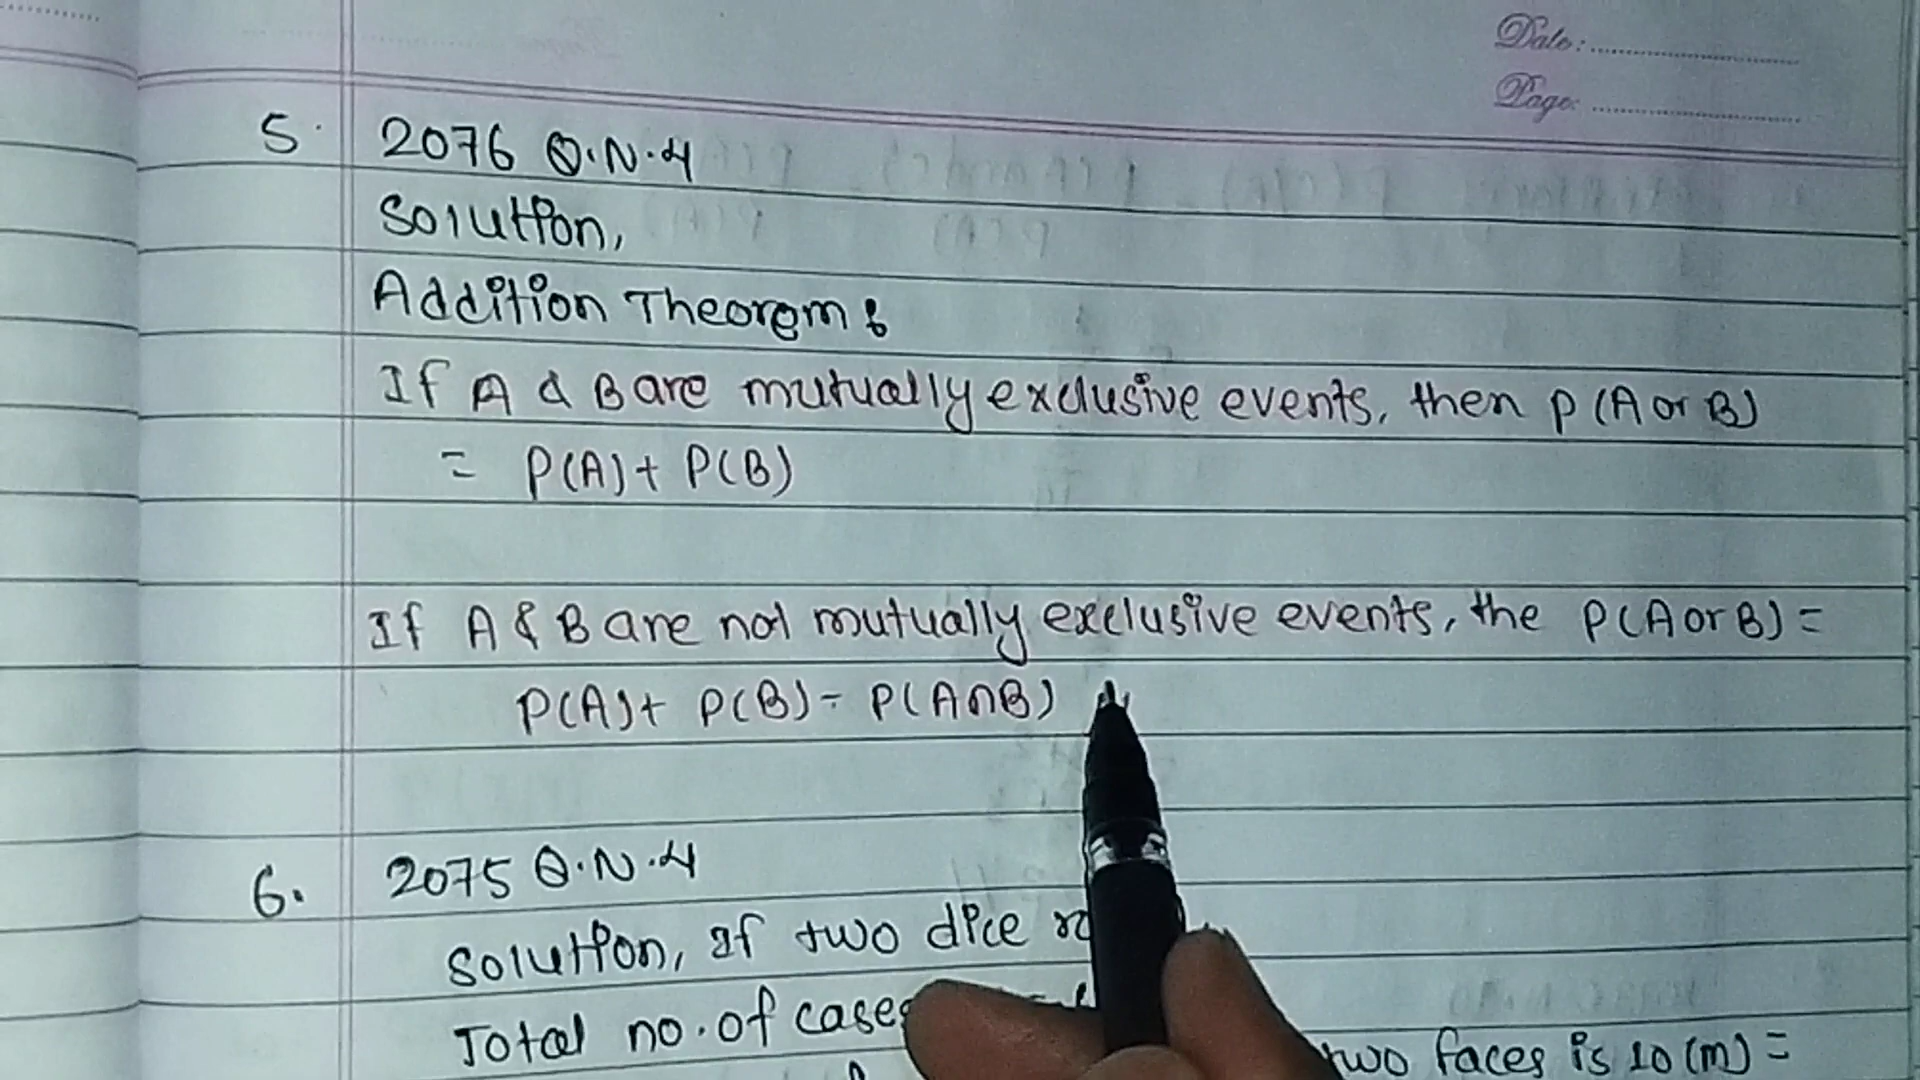 Date:
Page:
5. 2076 Q.N.4
Solution,
Addition Theorem:
If A & B are mutually exclusive events, then P(A or B)
= P(A) + P(B)
If A & B are not mutually exclusive events, the P(A or B) =
P(A) + P(B) - P(A∩B)
6. 2075 Q.N.4
Solution, If two dice
Total no. of cases
two faces is 10 (m) =